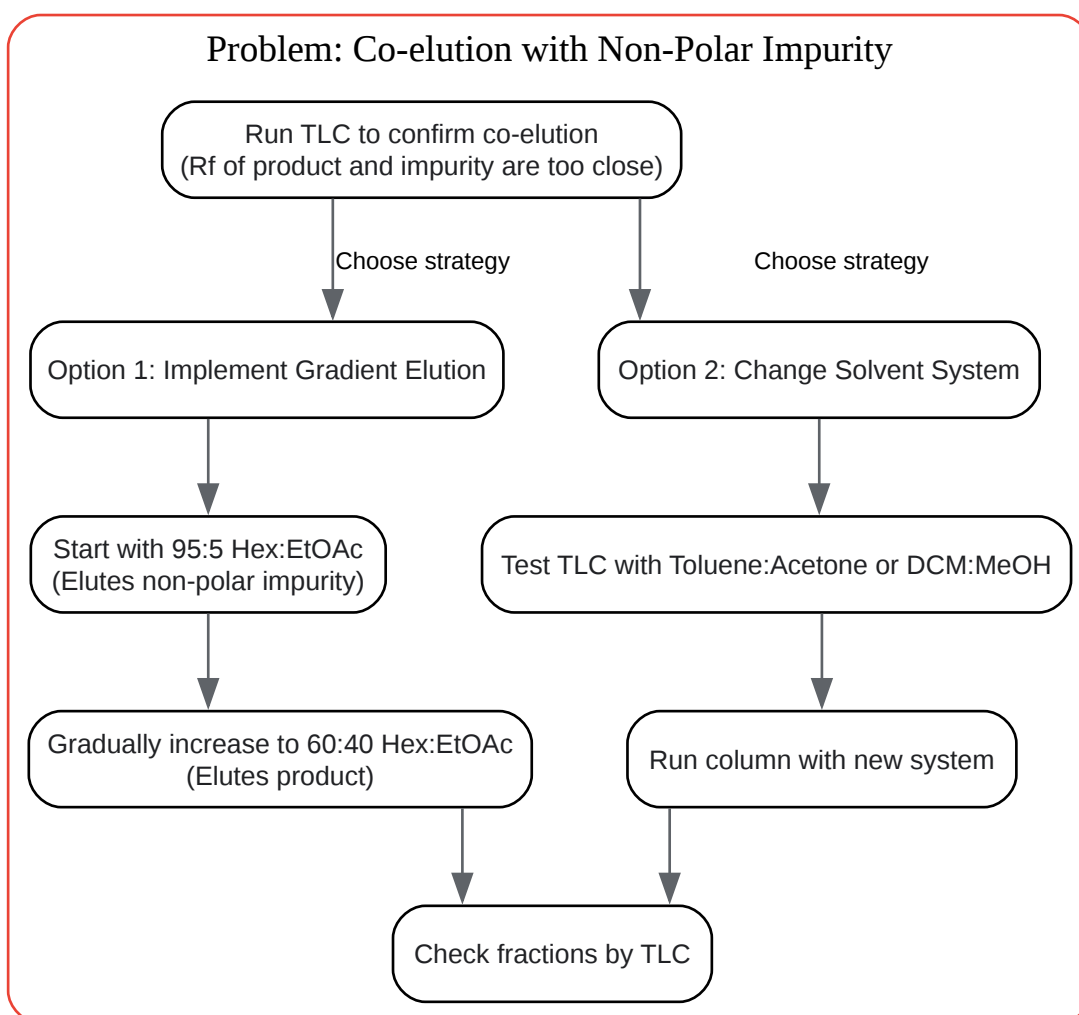 Problem: Co-elution with Non-Polar Impurity
Run TLC to confirm co-elution
(Rf of product and impurity are too close)
Choose strategy
Choose strategy
Option 1: Implement Gradient Elution
Option 2: Change Solvent System
Start with 95:5 Hex:EtOAc
(Elutes non-polar impurity)
Test TLC with Toluene:Acetone or DCM:MeOH
Gradually increase to 60:40 Hex:EtOAc
(Elutes product)
Run column with new system
Check fractions by TLC